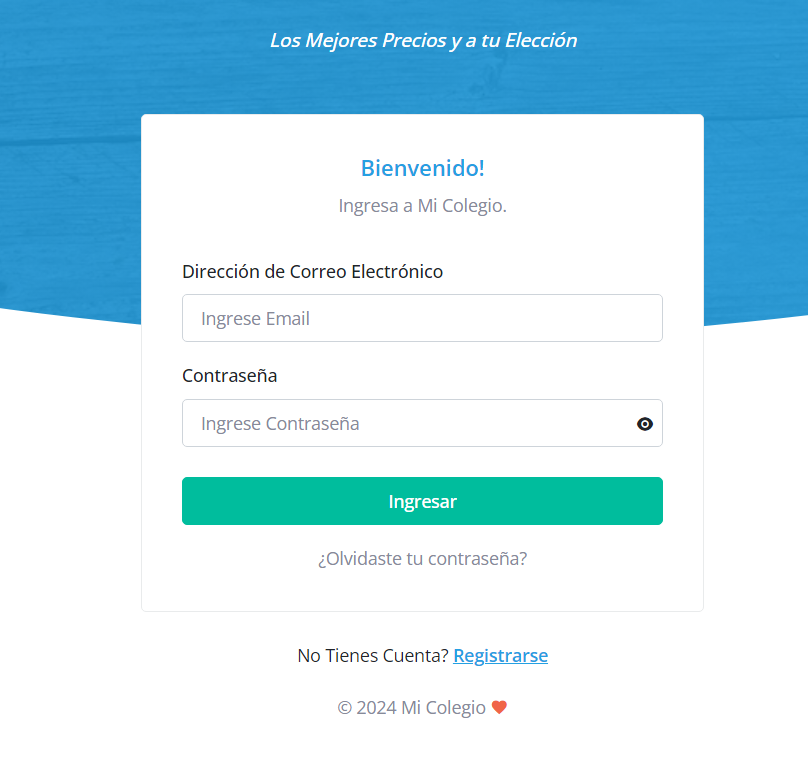 Los Mejores Precios y a tu Elección
Bienvenido!
Ingresa a Mi Colegio.
Dirección de Correo Electrónico
Ingrese Email
Contraseña
Ingrese Contraseña
Ingresar
¿Olvidaste tu contraseña?
No Tienes Cuenta? Registrarse
© 2024 Mi Colegio